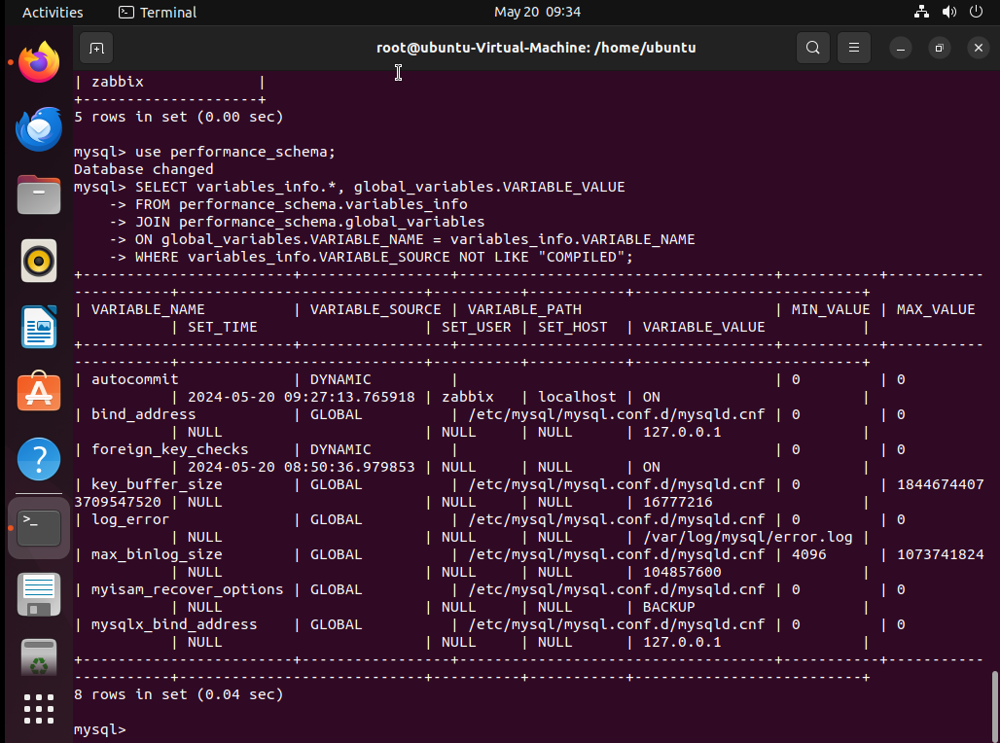 Activities Terminal May 20 09:34
root@ubuntu-Virtual-Machine: /home/ubuntu
| zabbix             |
+--------------------+
5 rows in set (0.00 sec)
mysql> use performance_schema;
Database changed
mysql> SELECT variables_info.*, global_variables.VARIABLE_VALUE
    -> FROM performance_schema.variables_info
    -> JOIN performance_schema.global_variables
    -> ON global_variables.VARIABLE_NAME = variables_info.VARIABLE_NAME
    -> WHERE variables_info.VARIABLE_SOURCE NOT LIKE "COMPILED";
+------------------------+-----------------+------------------------------------+-----------+-----------
-----------+----------------------------+----------+-----------+--------------------------+
| VARIABLE_NAME          | VARIABLE_SOURCE | VARIABLE_PATH                      | MIN_VALUE | MAX_VALUE
           | SET_TIME                   | SET_USER | SET_HOST  | VARIABLE_VALUE           |
+------------------------+-----------------+------------------------------------+-----------+-----------
-----------+----------------------------+----------+-----------+--------------------------+
| autocommit             | DYNAMIC         |                                    | 0         | 0
           | 2024-05-20 09:27:13.765918 | zabbix   | localhost | ON                       |
| bind_address           | GLOBAL          | /etc/mysql/mysql.conf.d/mysqld.cnf | 0         | 0
           | NULL                       | NULL     | NULL      | 127.0.0.1                |
| foreign_key_checks     | DYNAMIC         |                                    | 0         | 0
           | 2024-05-20 08:50:36.979853 | NULL     | NULL      | ON                       |
| key_buffer_size        | GLOBAL          | /etc/mysql/mysql.conf.d/mysqld.cnf | 0         | 1844674407
3709547520 | NULL                       | NULL     | NULL      | 16777216                 |
| log_error              | GLOBAL          | /etc/mysql/mysql.conf.d/mysqld.cnf | 0         | 0
           | NULL                       | NULL     | NULL      | /var/log/mysql/error.log |
| max_binlog_size        | GLOBAL          | /etc/mysql/mysql.conf.d/mysqld.cnf | 4096      | 1073741824
           | NULL                       | NULL     | NULL      | 104857600                |
| myisam_recover_options | GLOBAL          | /etc/mysql/mysql.conf.d/mysqld.cnf | 0         | 0
           | NULL                       | NULL     | NULL      | BACKUP                   |
| mysqlx_bind_address    | GLOBAL          | /etc/mysql/mysql.conf.d/mysqld.cnf | 0         | 0
           | NULL                       | NULL     | NULL      | 127.0.0.1                |
+------------------------+-----------------+------------------------------------+-----------+-----------
-----------+----------------------------+----------+-----------+--------------------------+
8 rows in set (0.04 sec)
mysql>